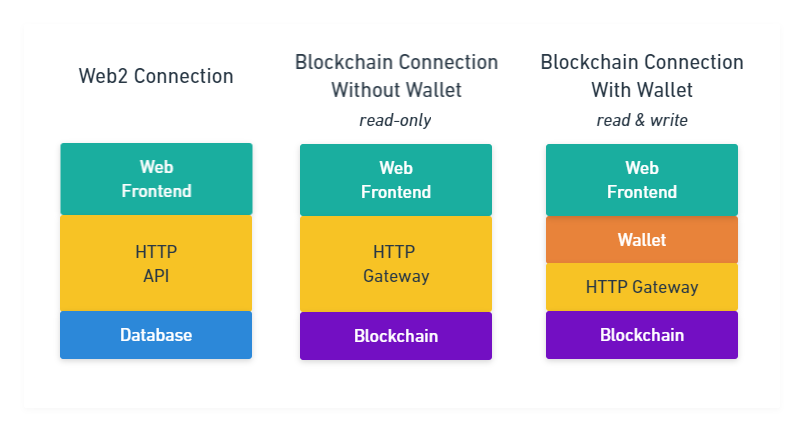 Web2 Connection
Web
Frontend
HTTP
API
Database
Blockchain Connection
Without Wallet
read-only
Web
Frontend
HTTP
Gateway
Blockchain
Blockchain Connection
With Wallet
read & write
Web
Frontend
Wallet
HTTP Gateway
Blockchain